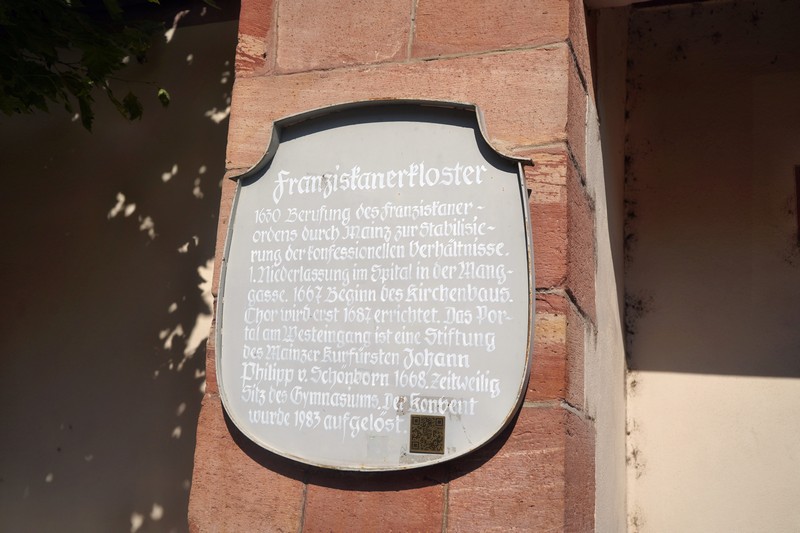 Franziskanerkloster
1630 Berufung des Franziskaner-
ordens durch Mainz zur Stabilisie-
rung der konfessionellen Verhältnisse.
1. Niederlassung im Spital in der Mang-
gasse. 1667 Beginn des Kirchenbaus.
Chor wird erst 1687 errichtet. Das Por-
tal am Westeingang ist eine Stiftung
des Mainzer Kurfürsten Johann
Philipp v. Schönborn 1668. Zeitweilig
Sitz des Gymnasiums. Der Konvent
wurde 1983 aufgelöst.